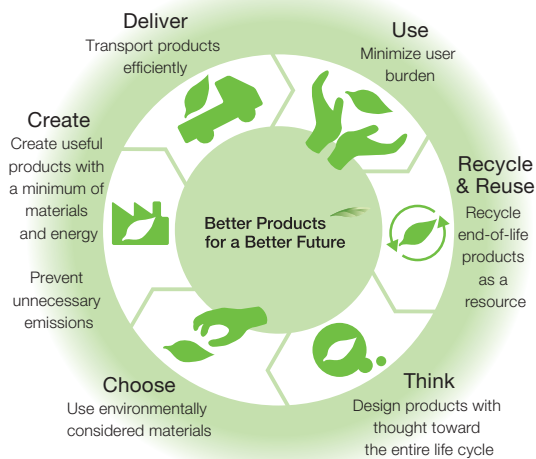 Deliver
Transport products
efficiently
Use
Minimize user
burden
Create
Create useful
products with
a minimum of
materials
and energy
Prevent
unnecessary
emissions
Recycle
& Reuse
Recycle
end-of-life
products
as a
resource
Better Products
for a Better Future
Choose
Use environmentally
considered materials
Think
Design products with
thought toward
the entire life cycle